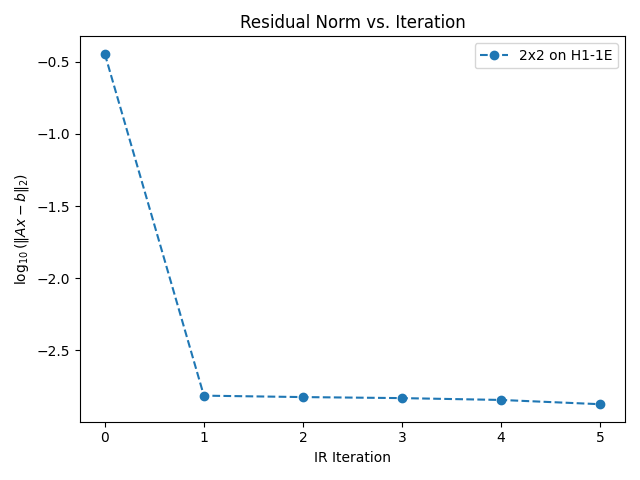 Residual Norm vs. Iteration
2x2 on H1-1E
log₁₀(‖Ax − b‖₂)
−0.5
−1.0
−1.5
−2.0
−2.5
0 1 2 3 4 5
IR Iteration